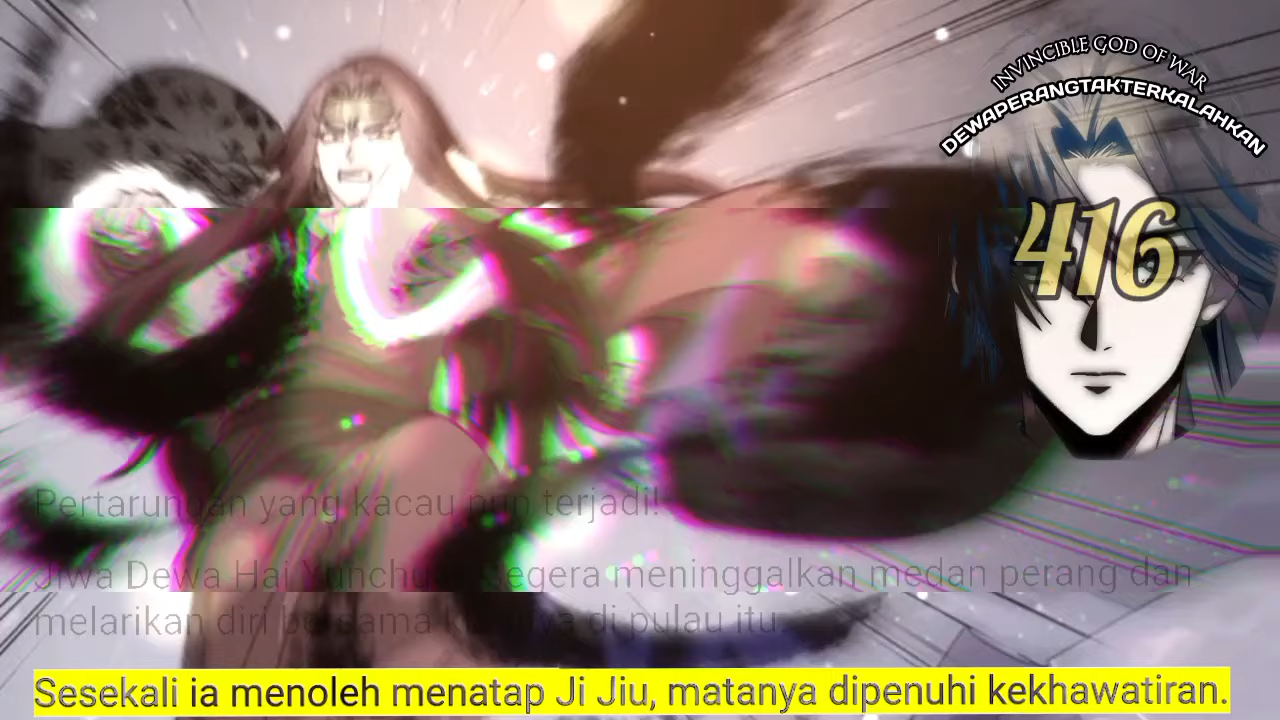 INVINCIBLE GOD OF WAR
DEWAPERANGTAKTERKALAHKAN
416
Pertarungan yang kacau pun terjadi!
Jiwa Dewa Hai segera meninggalkan medan perang dan
melarikan diri bersama di pulau itu.
Sesekali ia menoleh menatap Ji Jiu, matanya dipenuhi kekhawatiran.